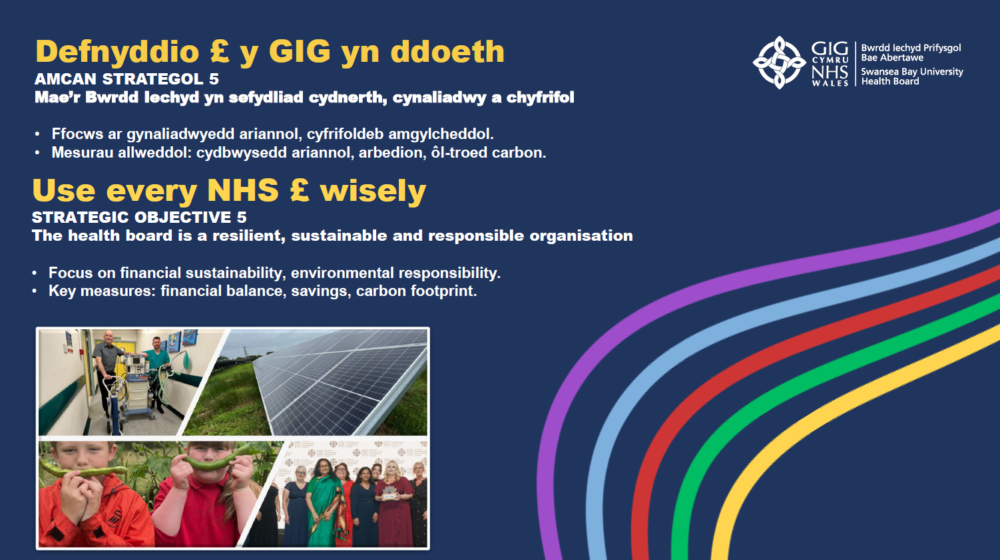 Defnyddio £ y GIG yn ddoeth
AMCAN STRATEGOL 5
Mae’r Bwrdd Iechyd yn sefydliad cydnerth, cynaliadwy a chyfrifol
• Ffocws ar gynaliadwyedd ariannol, cyfrifoldeb amgylcheddol.
• Mesurau allweddol: cydbwysedd ariannol, arbedion, ôl-troed carbon.
Use every NHS £ wisely
STRATEGIC OBJECTIVE 5
The health board is a resilient, sustainable and responsible organisation
• Focus on financial sustainability, environmental responsibility.
• Key measures: financial balance, savings, carbon footprint.
GIG
CYMRU
NHS
WALES
Bwrdd Iechyd Prifysgol
Bae Abertawe
Swansea Bay University
Health Board